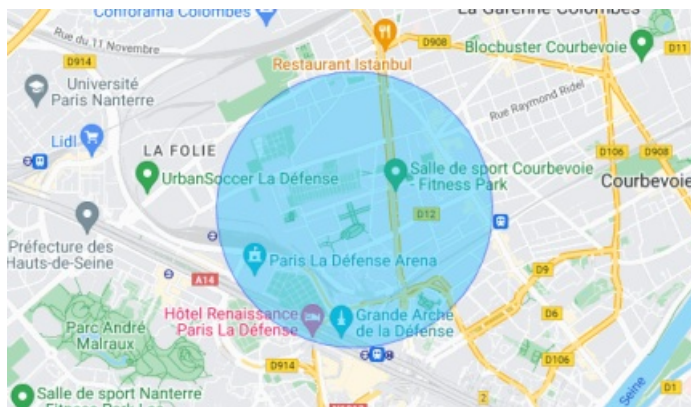 Conforama Colombes
La Garenne Colombes
Rue du 11 Novembre
D914
D908
D11
Blocbuster Courbevoie
Restaurant Istanbul
Université
Paris Nanterre
Rue Raymond Ridel
Lidl
LA FOLIE
D106
D908
UrbanSoccer La Défense
Salle de sport Courbevoie
- Fitness Park
Courbevoie
D12
Préfecture des
Hauts-de-Seine
Paris La Défense Arena
A14
D9
Hôtel Renaissance
Paris La Défense
Grande Arche
de la Défense
D6
Parc André
Malraux
D914
D106
Salle de sport Nanterre
- Fitness Park
2
D1
Seine